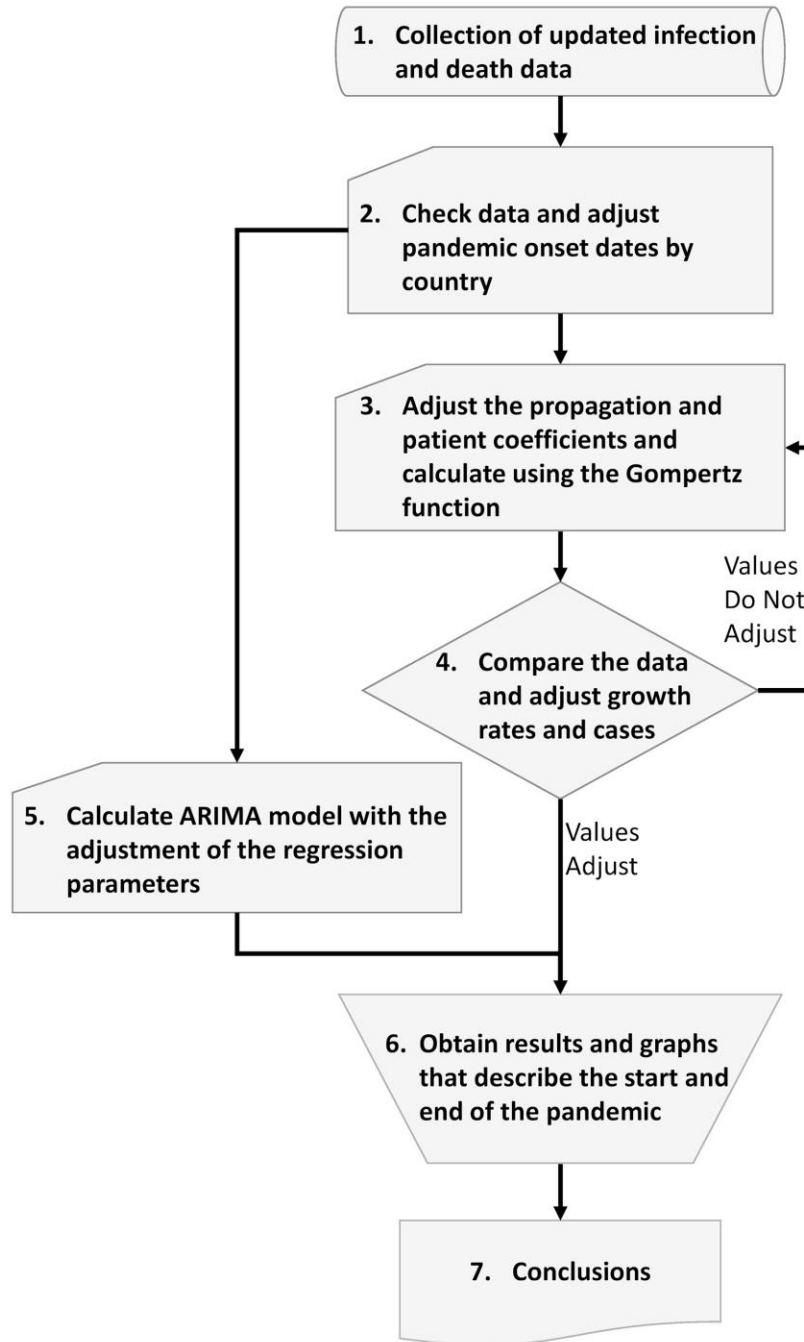 1. Collection of updated infection
and death data
2. Check data and adjust
pandemic onset dates by
country
3. Adjust the propagation and
patient coefficients and
calculate using the Gompertz
function
Values
Do Not
Adjust
4. Compare the data
and adjust growth
rates and cases
5. Calculate ARIMA model with the
adjustment of the regression
parameters
Values
Adjust
6. Obtain results and graphs
that describe the start and
end of the pandemic
7. Conclusions